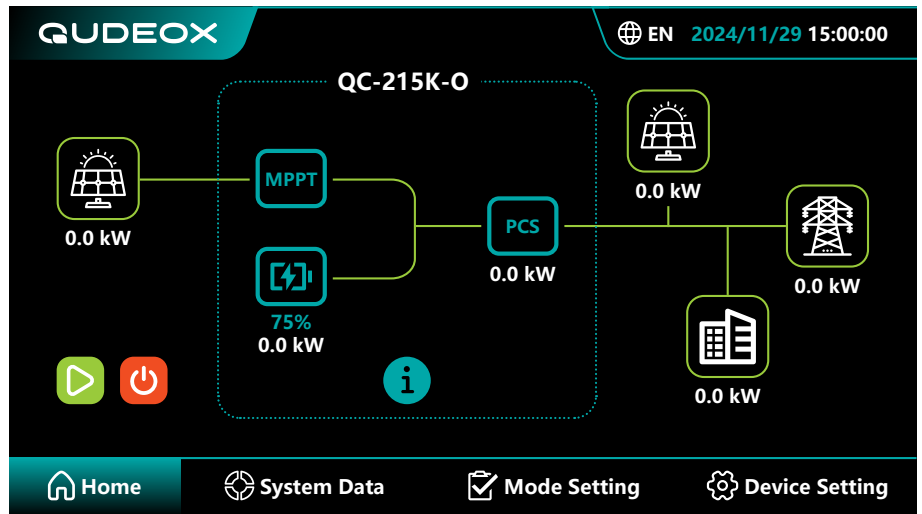 QUDEOX
EN 2024/11/29 15:00:00
QC-215K-O
MPPT
0.0 kW
0.0 kW
PCS
0.0 kW
0.0 kW
75%
0.0 kW
i
0.0 kW
Home
System Data
Mode Setting
Device Setting